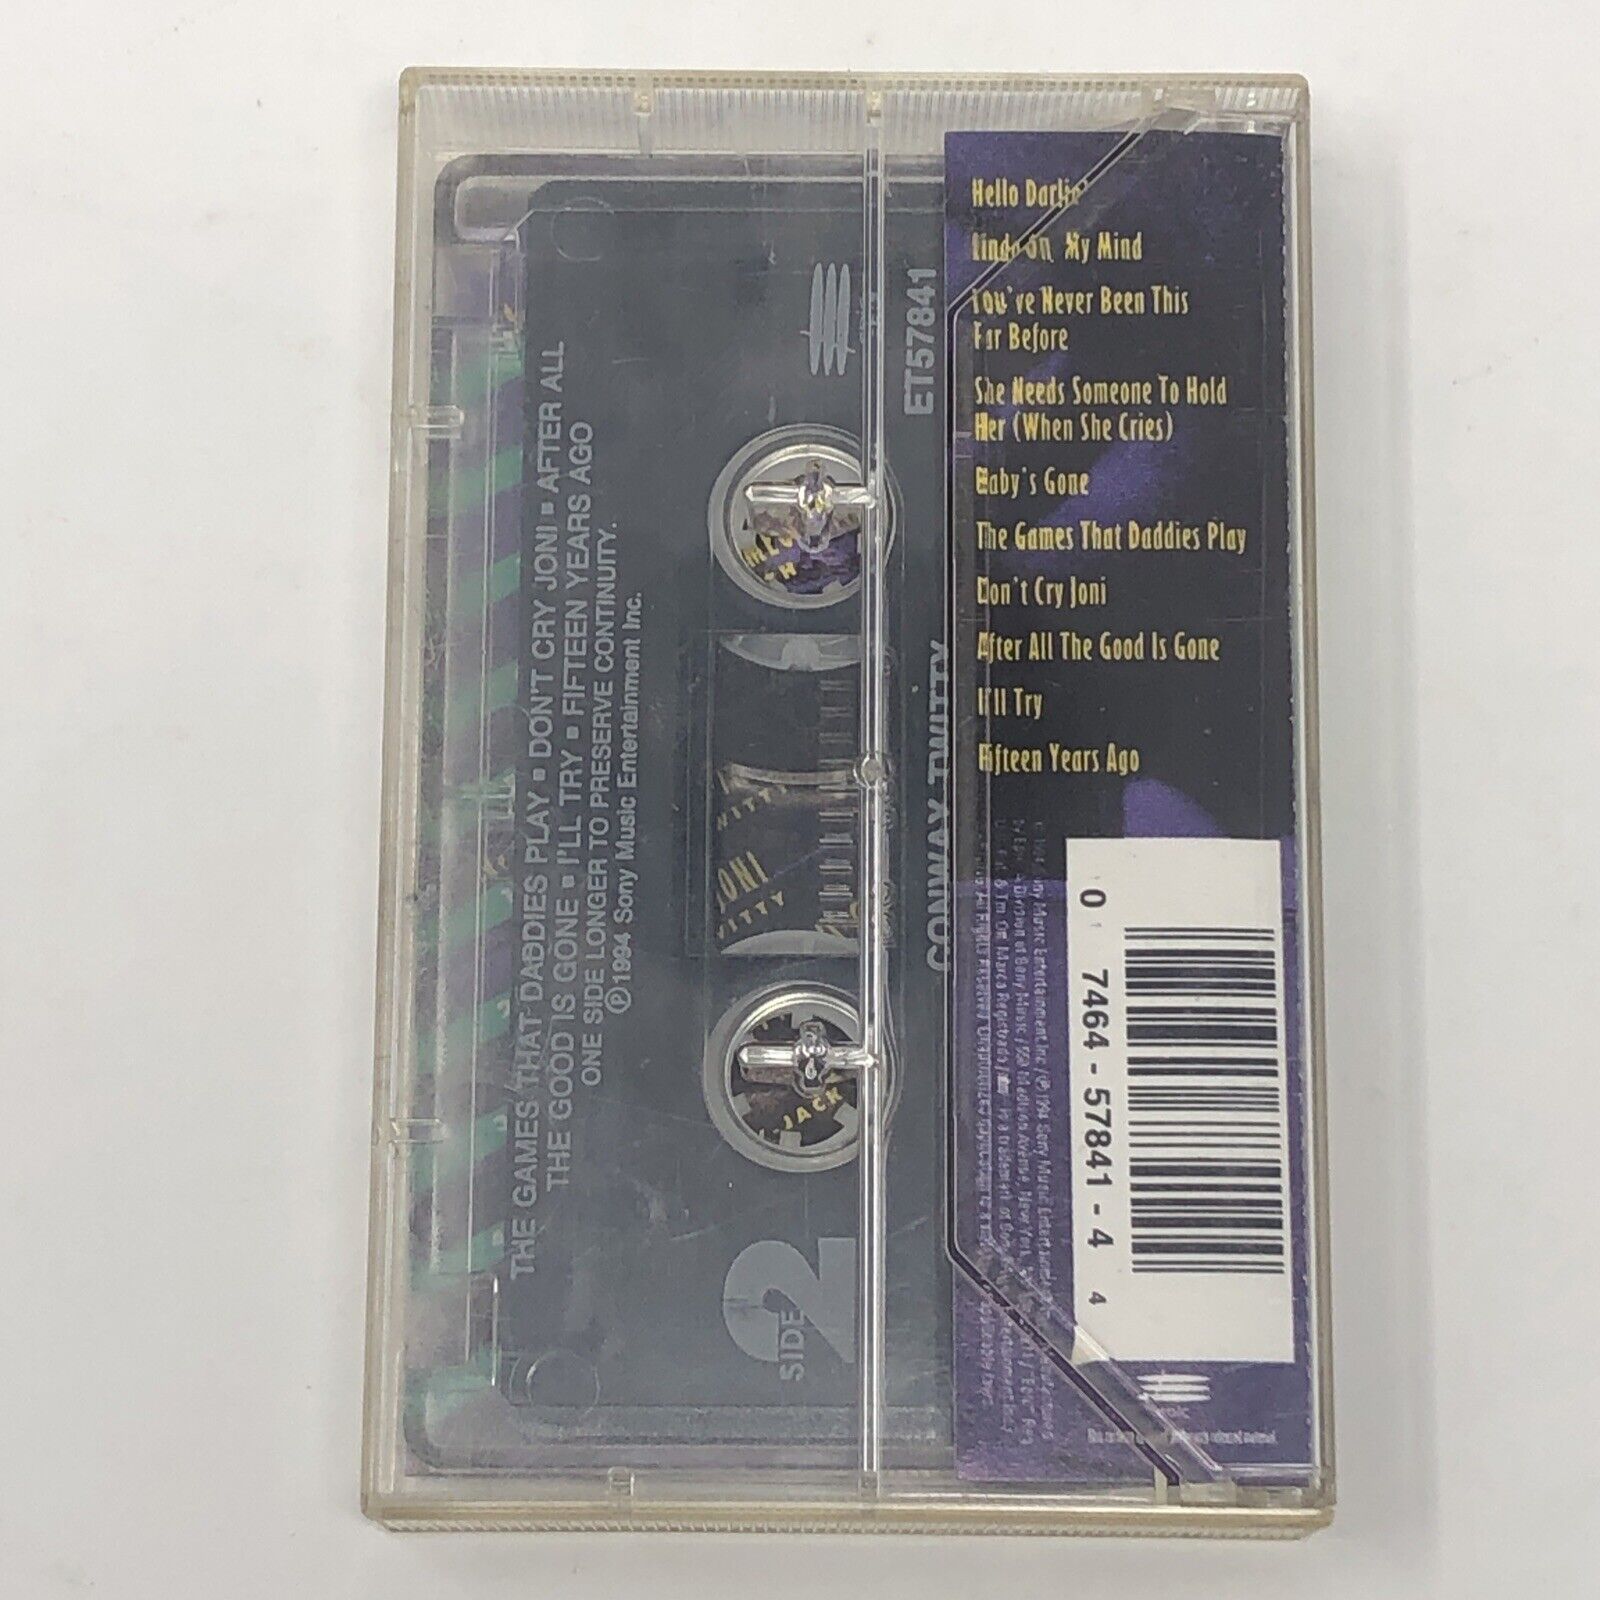 THE GAMES THAT DADDIES PLAY ▪ DON'T CRY JONI ▪ AFTER ALL
THE GOOD IS GONE ▪ I'LL TRY ▪ FIFTEEN YEARS AGO
ONE SIDE LONGER TO PRESERVE CONTINUITY.
℗ 1994 Sony Music Entertainment Inc.
SIDE 2
ET57841
CONWAY TWITTY
WITTY
JONI
WITTY
JACK
Hello Darlin'
Linda On My Mind
You've Never Been This
Far Before
She Needs Someone To Hold
Her (When She Cries)
Baby's Gone
The Games That Daddies Play
Don't Cry Joni
After All The Good Is Gone
I'll Try
Fifteen Years Ago
0 7464-57841-4 4